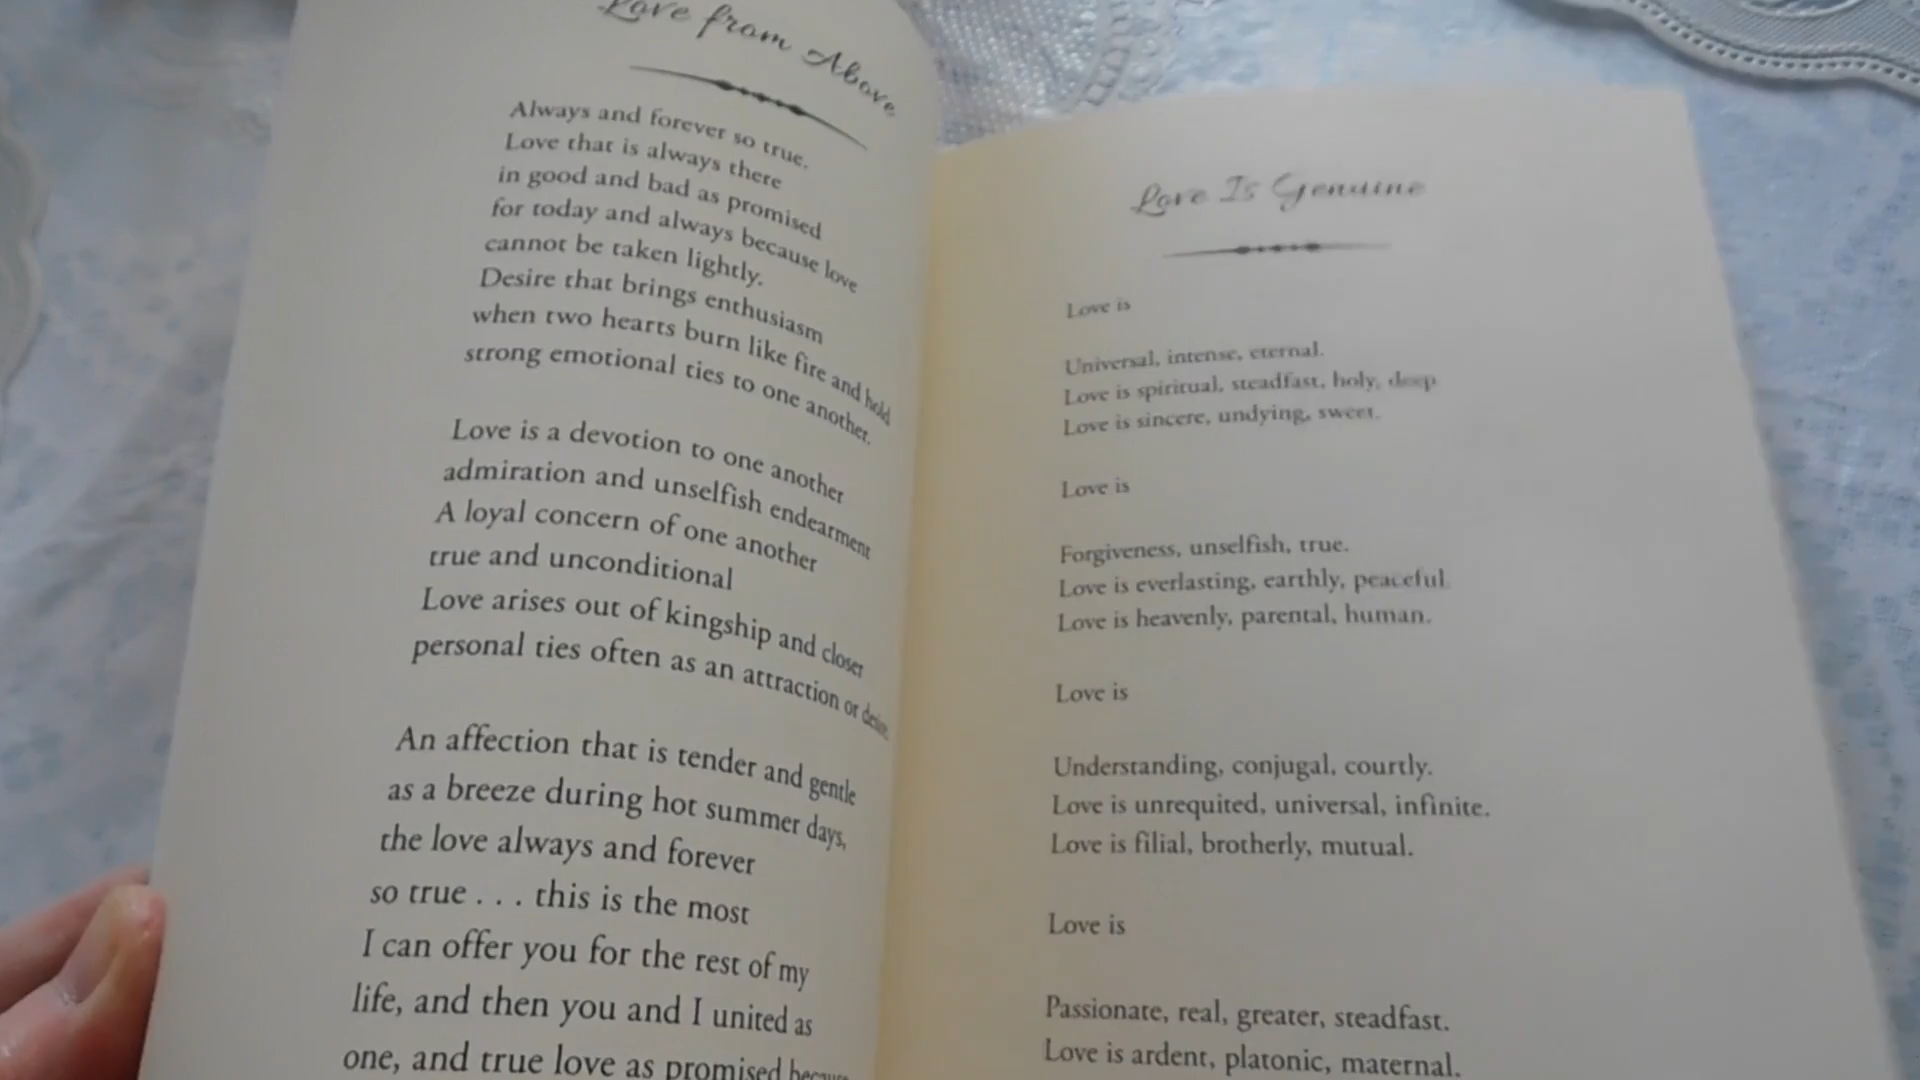 Love from Above
Always and forever so true.
Love that is always there
in good and bad as promised
for today and always because love
cannot be taken lightly.
Desire that brings enthusiasm
when two hearts burn like fire and hold
strong emotional ties to one another.
Love is a devotion to one another
admiration and unselfish endearment
A loyal concern of one another
true and unconditional
Love arises out of kingship and closer
personal ties often as an attraction or desire.
An affection that is tender and gentle
as a breeze during hot summer days,
the love always and forever
so true . . . this is the most
I can offer you for the rest of my
life, and then you and I united as
one, and true love as promised because
Love Is Genuine
Love is
Universal, intense, eternal.
Love is spiritual, steadfast, holy, deep
Love is sincere, undying, sweet.
Love is
Forgiveness, unselfish, true.
Love is everlasting, earthly, peaceful.
Love is heavenly, parental, human.
Love is
Understanding, conjugal, courtly.
Love is unrequited, universal, infinite.
Love is filial, brotherly, mutual.
Love is
Passionate, real, greater, steadfast.
Love is ardent, platonic, maternal.